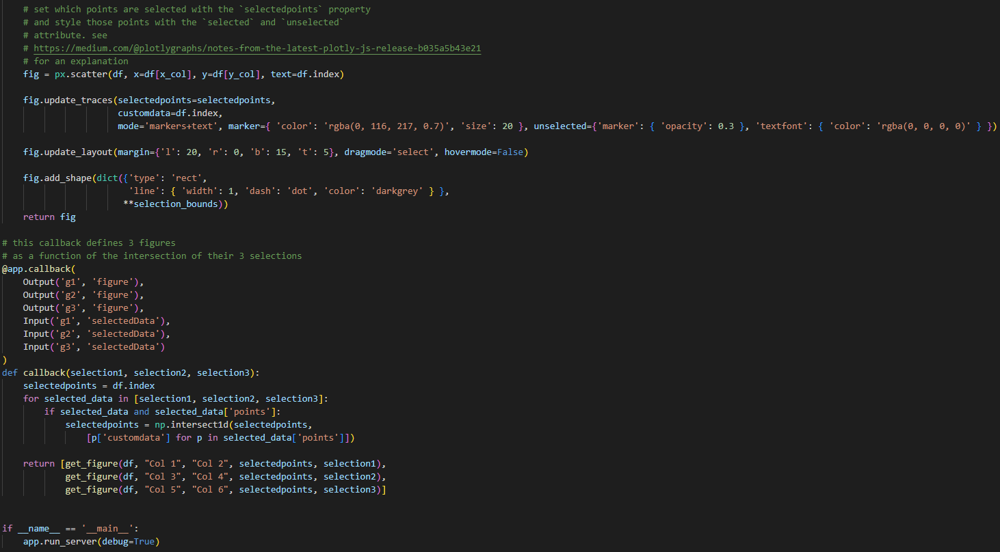 # set which points are selected with the `selectedpoints` property
# and style those points with the `selected` and `unselected`
# attribute. see
# https://medium.com/@plotlygraphs/notes-from-the-latest-plotly-js-release-b035a5b43e21
# for an explanation
fig = px.scatter(df, x=df[x_col], y=df[y_col], text=df.index)
fig.update_traces(selectedpoints=selectedpoints,
customdata=df.index,
mode='markers+text', marker={ 'color': 'rgba(0, 116, 217, 0.7)', 'size': 20 }, unselected={'marker': { 'opacity': 0.3 }, 'textfont': { 'color': 'rgba(0, 0, 0, 0)' } })
fig.update_layout(margin={'l': 20, 'r': 0, 'b': 15, 't': 5}, dragmode='select', hovermode=False)
fig.add_shape(dict({'type': 'rect',
'line': { 'width': 1, 'dash': 'dot', 'color': 'darkgrey' } },
**selection_bounds))
return fig
# this callback defines 3 figures
# as a function of the intersection of their 3 selections
@app.callback(
Output('g1', 'figure'),
Output('g2', 'figure'),
Output('g3', 'figure'),
Input('g1', 'selectedData'),
Input('g2', 'selectedData'),
Input('g3', 'selectedData')
)
def callback(selection1, selection2, selection3):
selectedpoints = df.index
for selected_data in [selection1, selection2, selection3]:
if selected_data and selected_data['points']:
selectedpoints = np.intersect1d(selectedpoints,
[p['customdata'] for p in selected_data['points']])
return [get_figure(df, "Col 1", "Col 2", selectedpoints, selection1),
get_figure(df, "Col 3", "Col 4", selectedpoints, selection2),
get_figure(df, "Col 5", "Col 6", selectedpoints, selection3)]
if __name__ == '__main__':
app.run_server(debug=True)